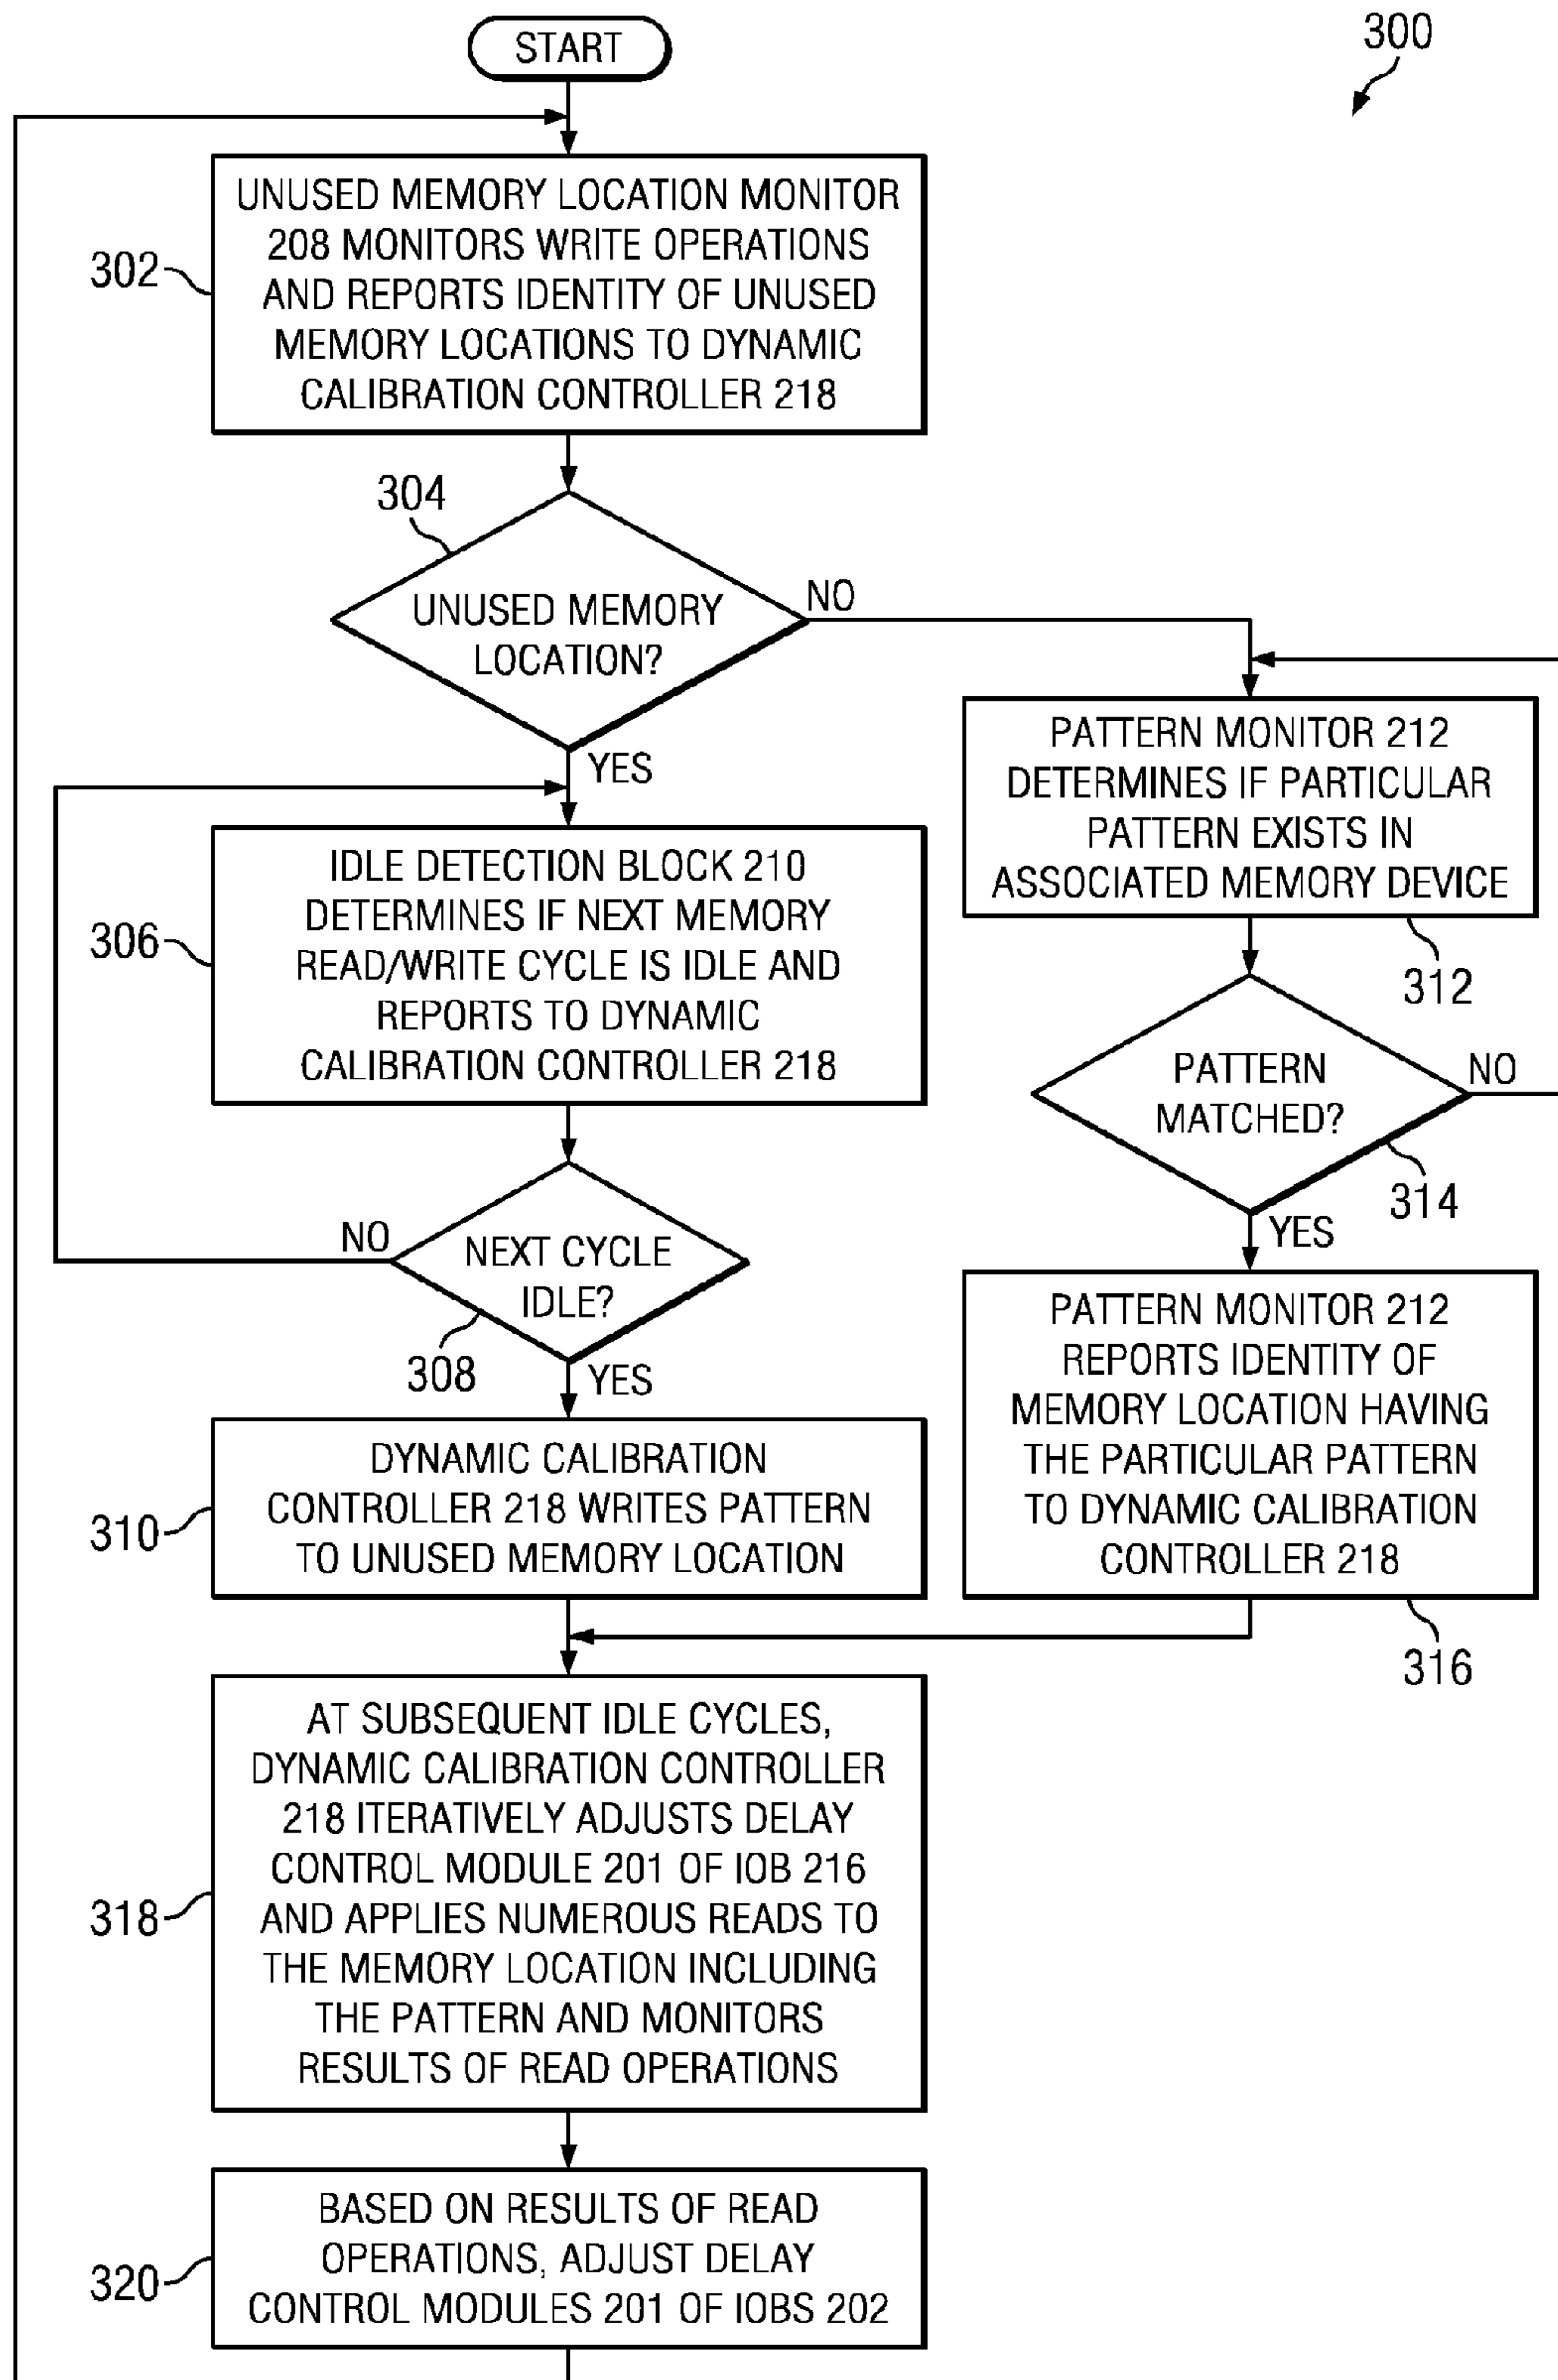 START
300
UNUSED MEMORY LOCATION MONITOR
208 MONITORS WRITE OPERATIONS
AND REPORTS IDENTITY OF UNUSED
MEMORY LOCATIONS TO DYNAMIC
CALIBRATION CONTROLLER 218
302
304
UNUSED MEMORY
LOCATION?
NO
YES
IDLE DETECTION BLOCK 210
DETERMINES IF NEXT MEMORY
READ/WRITE CYCLE IS IDLE AND
REPORTS TO DYNAMIC
CALIBRATION CONTROLLER 218
306
NEXT CYCLE
IDLE?
NO
308
YES
DYNAMIC CALIBRATION
CONTROLLER 218 WRITES PATTERN
TO UNUSED MEMORY LOCATION
310
PATTERN MONITOR 212
DETERMINES IF PARTICULAR
PATTERN EXISTS IN
ASSOCIATED MEMORY DEVICE
312
PATTERN
MATCHED?
NO
314
YES
PATTERN MONITOR 212
REPORTS IDENTITY OF
MEMORY LOCATION HAVING
THE PARTICULAR PATTERN
TO DYNAMIC CALIBRATION
CONTROLLER 218
316
AT SUBSEQUENT IDLE CYCLES,
DYNAMIC CALIBRATION CONTROLLER
218 ITERATIVELY ADJUSTS DELAY
CONTROL MODULE 201 OF IOB 216
AND APPLIES NUMEROUS READS TO
THE MEMORY LOCATION INCLUDING
THE PATTERN AND MONITORS
RESULTS OF READ OPERATIONS
318
BASED ON RESULTS OF READ
OPERATIONS, ADJUST DELAY
CONTROL MODULES 201 OF IOBS 202
320